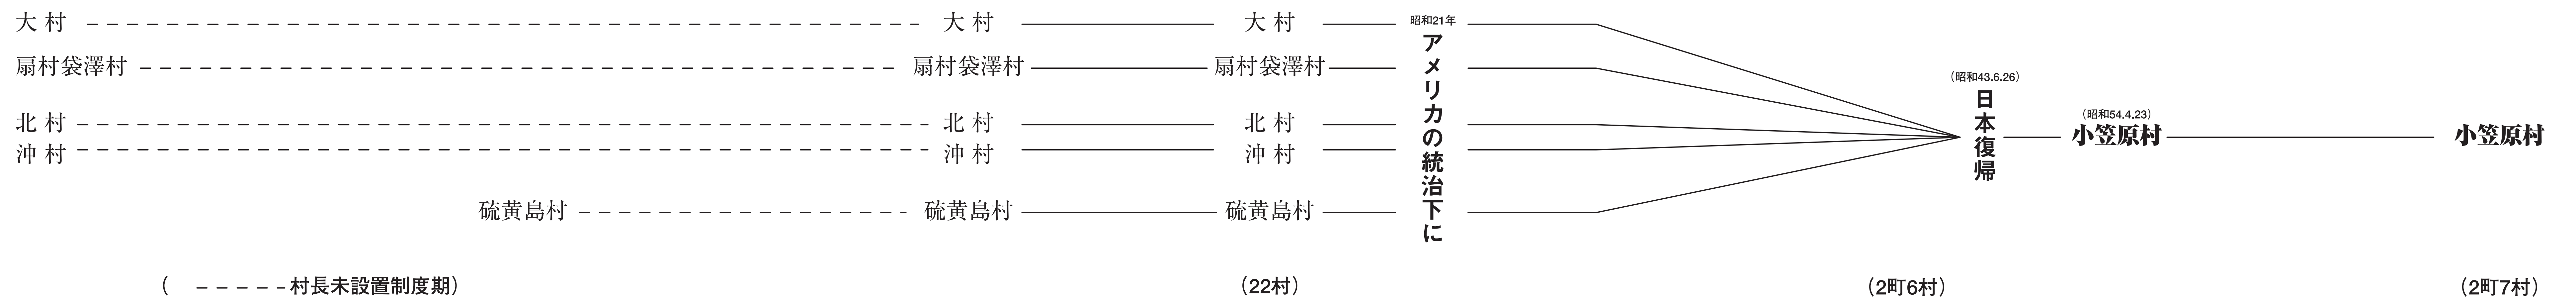 大村 大村 大村
扇村袋澤村 扇村袋澤村 扇村袋澤村
北村 北村 北村
沖村 沖村 沖村
硫黄島村 硫黄島村 硫黄島村
昭和21年
アメリカの統治下に
（昭和43.6.26）
日本復帰
（昭和54.4.23）
小笠原村 小笠原村
（ 村長未設置制度期） （22村） （2町6村） （2町7村）